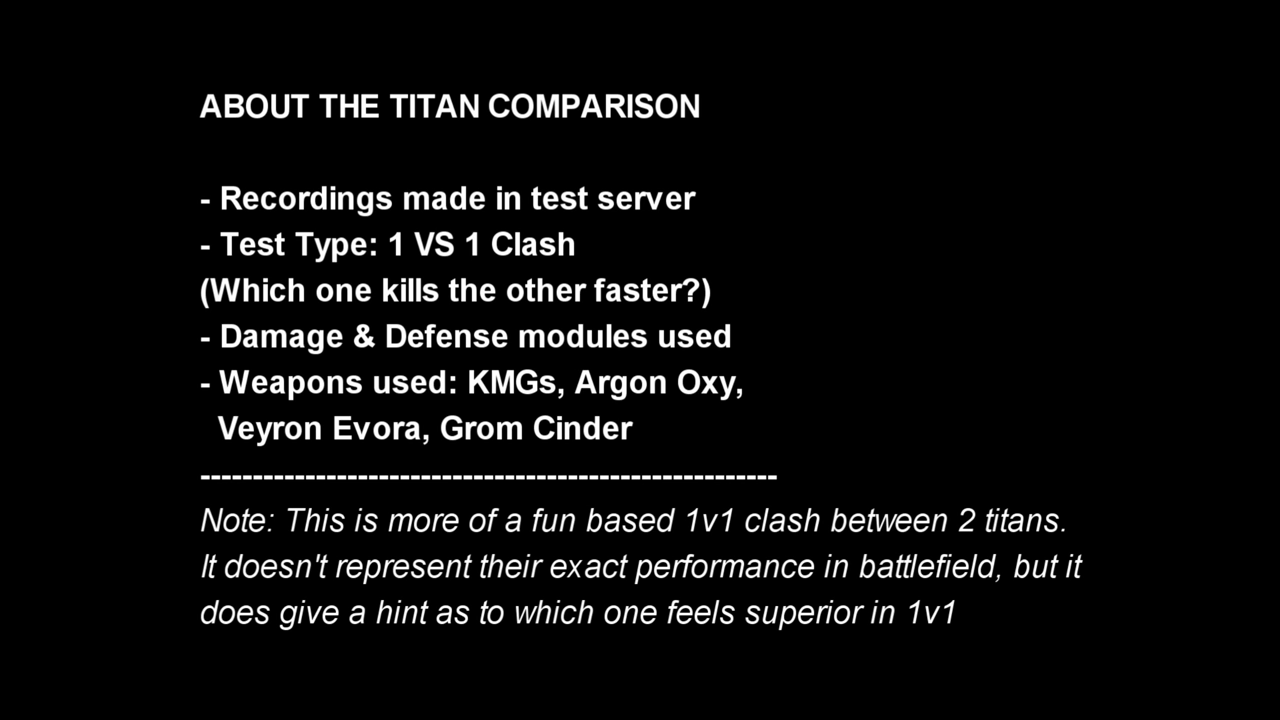 ABOUT THE TITAN COMPARISON
- Recordings made in test server
- Test Type: 1 VS 1 Clash
(Which one kills the other faster?)
- Damage & Defense modules used
- Weapons used: KMGs, Argon Oxy,
Veyron Evora, Grom Cinder
-------------------------------------------------------
Note: This is more of a fun based 1v1 clash between 2 titans.
It doesn't represent their exact performance in battlefield, but it
does give a hint as to which one feels superior in 1v1